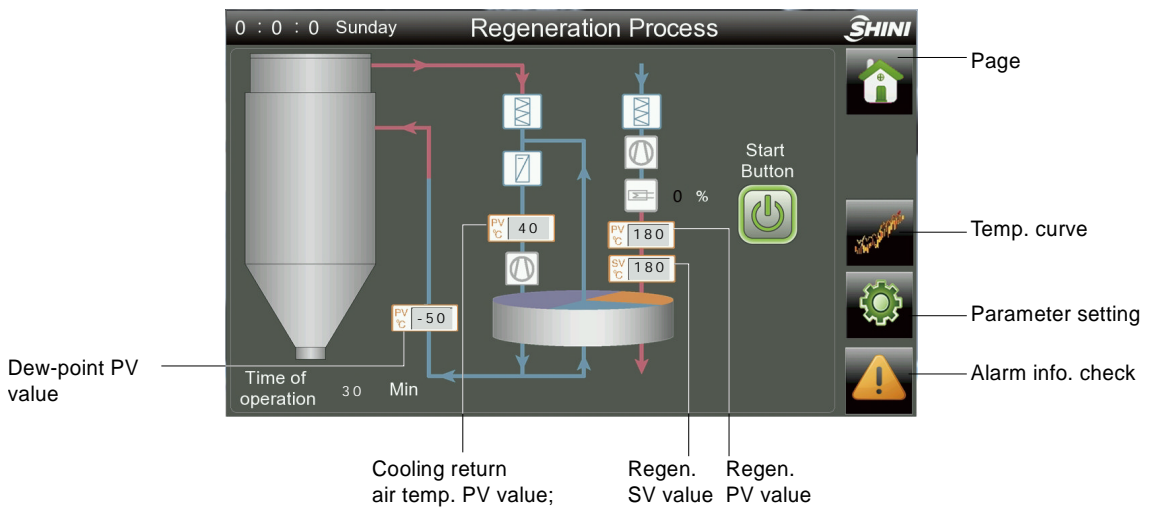 0 : 0 : 0 Sunday
Regeneration Process
SHINI
Page
Start
Button
0 %
PV
℃
40
PV
℃
180
SV
℃
180
PV
℃
-50
Temp. curve
Parameter setting
Alarm info. check
Dew-point PV
value
Time of
operation
30
Min
Cooling return
air temp. PV value;
Regen.
SV value
Regen.
PV value